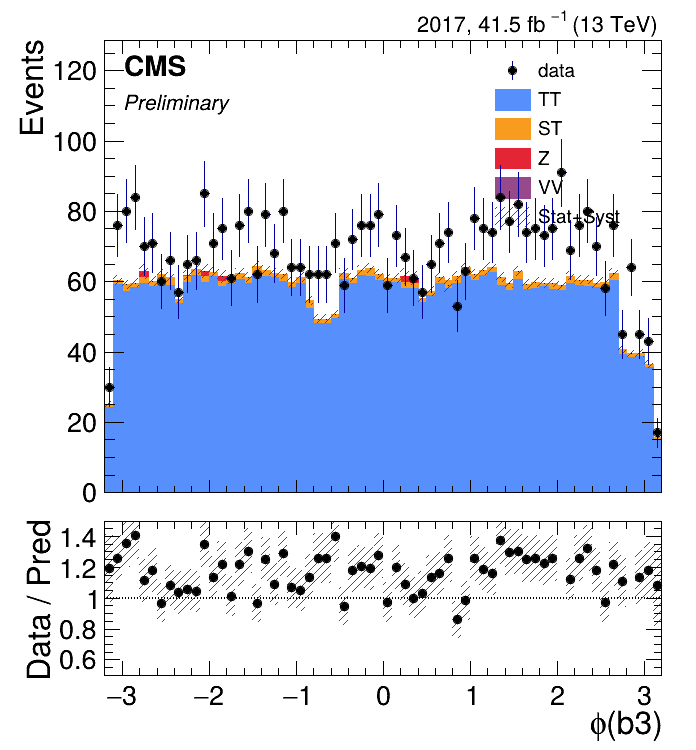 2017, 41.5 fb⁻¹ (13 TeV)
Events
120
100
80
60
40
20
0
CMS
Preliminary
data
TT
ST
Z
VV
Stat+Syst
Data / Pred
1.4
1.2
1
0.8
0.6
−3 −2 −1 0 1 2 3
ϕ(b3)